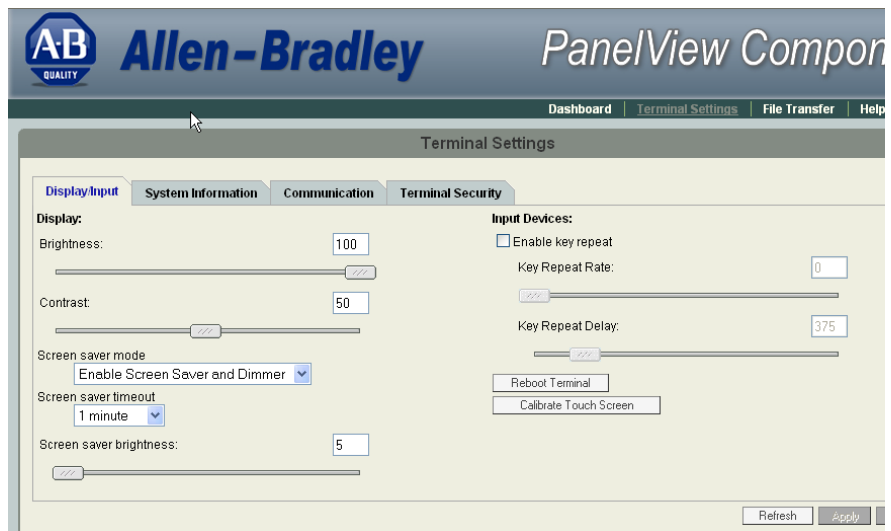 A·B
QUALITY
Allen-Bradley
PanelView Compon
Dashboard | Terminal Settings | File Transfer | Help
Terminal Settings
Display/Input System Information Communication Terminal Security
Display:
Brightness: 100
Contrast: 50
Screen saver mode
Enable Screen Saver and Dimmer
Screen saver timeout
1 minute
Screen saver brightness: 5
Input Devices:
Enable key repeat
Key Repeat Rate: 0
Key Repeat Delay: 375
Reboot Terminal
Calibrate Touch Screen
Refresh Apply